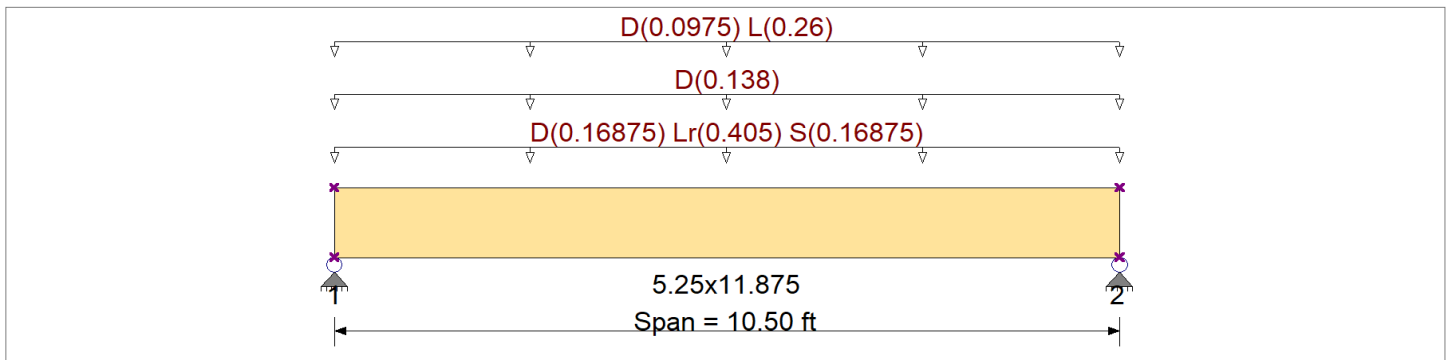 D(0.0975) L(0.26)
D(0.138)
D(0.16875) Lr(0.405) S(0.16875)
5.25x11.875
1 2
Span = 10.50 ft